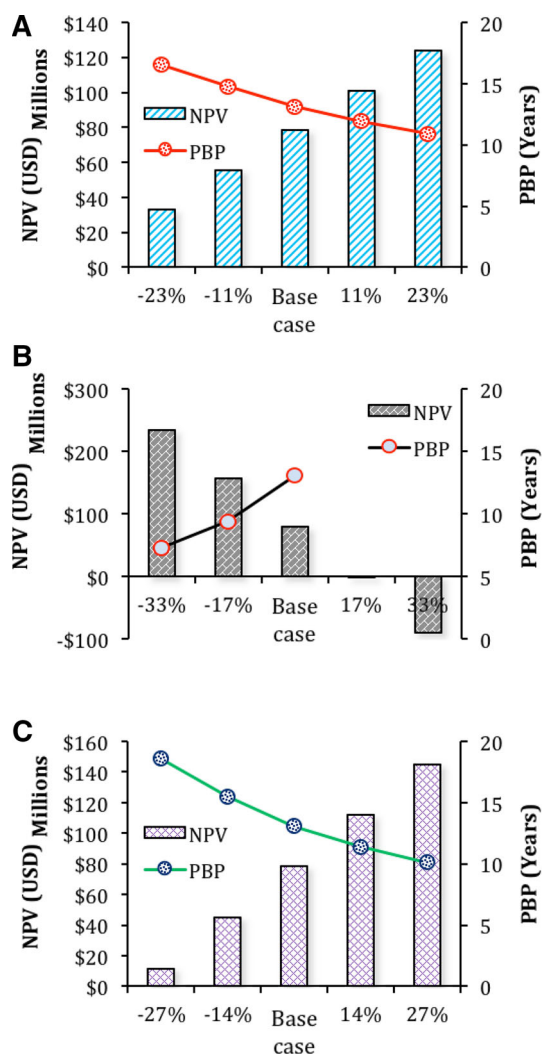 A
$140
$120
$100
$80
$60
$40
$20
$0
NPV (USD) Millions
20
15
10
5
0
PBP (Years)
NPV
PBP
-23% -11% Base case 11% 23%
B
$300
$200
$100
$0
-$100
NPV (USD) Millions
20
15
10
5
0
PBP (Years)
NPV
PBP
-33% -17% Base case 17% 33%
C
$160
$140
$120
$100
$80
$60
$40
$20
$0
NPV (USD) Millions
20
15
10
5
0
PBP (Years)
NPV
PBP
-27% -14% Base case 14% 27%